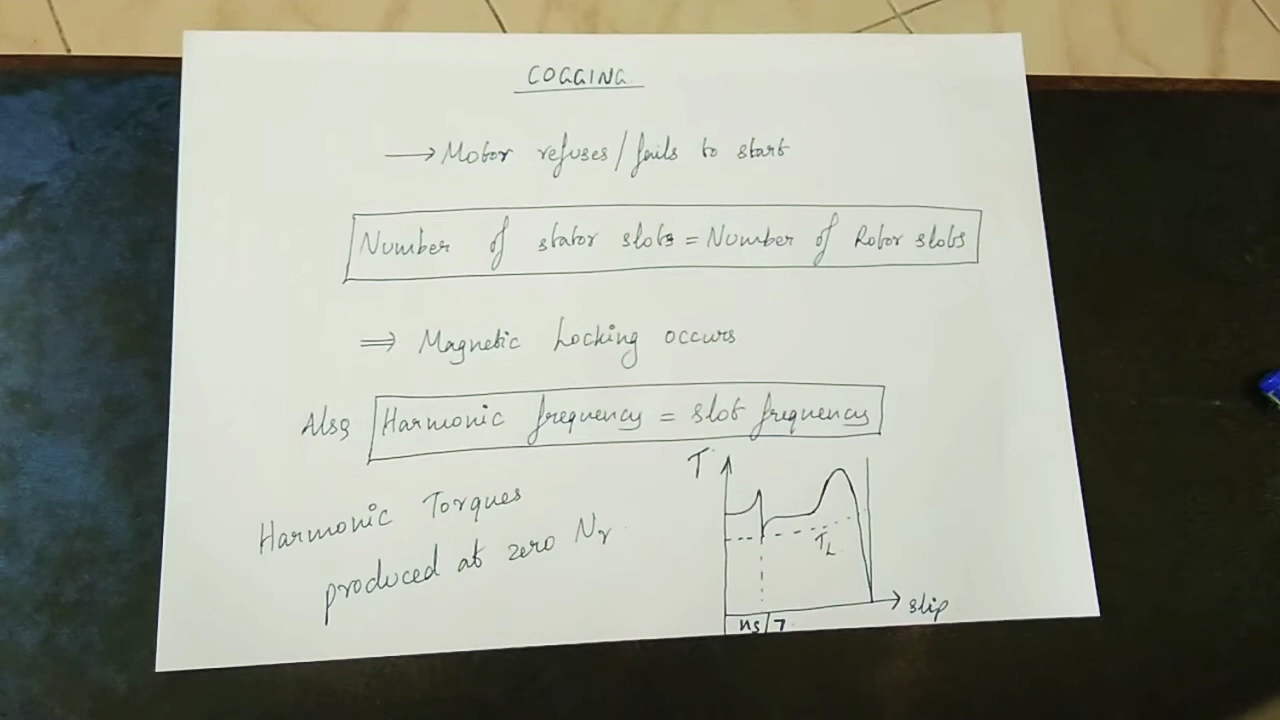 COGGING
→ Motor refuses/fails to start
Number of stator slots = Number of Rotor slots
⟹ Magnetic Locking occurs
Also Harmonic frequency = slot frequency
Harmonic Torques
produced at zero Nr
T
TL
slip
ns/7